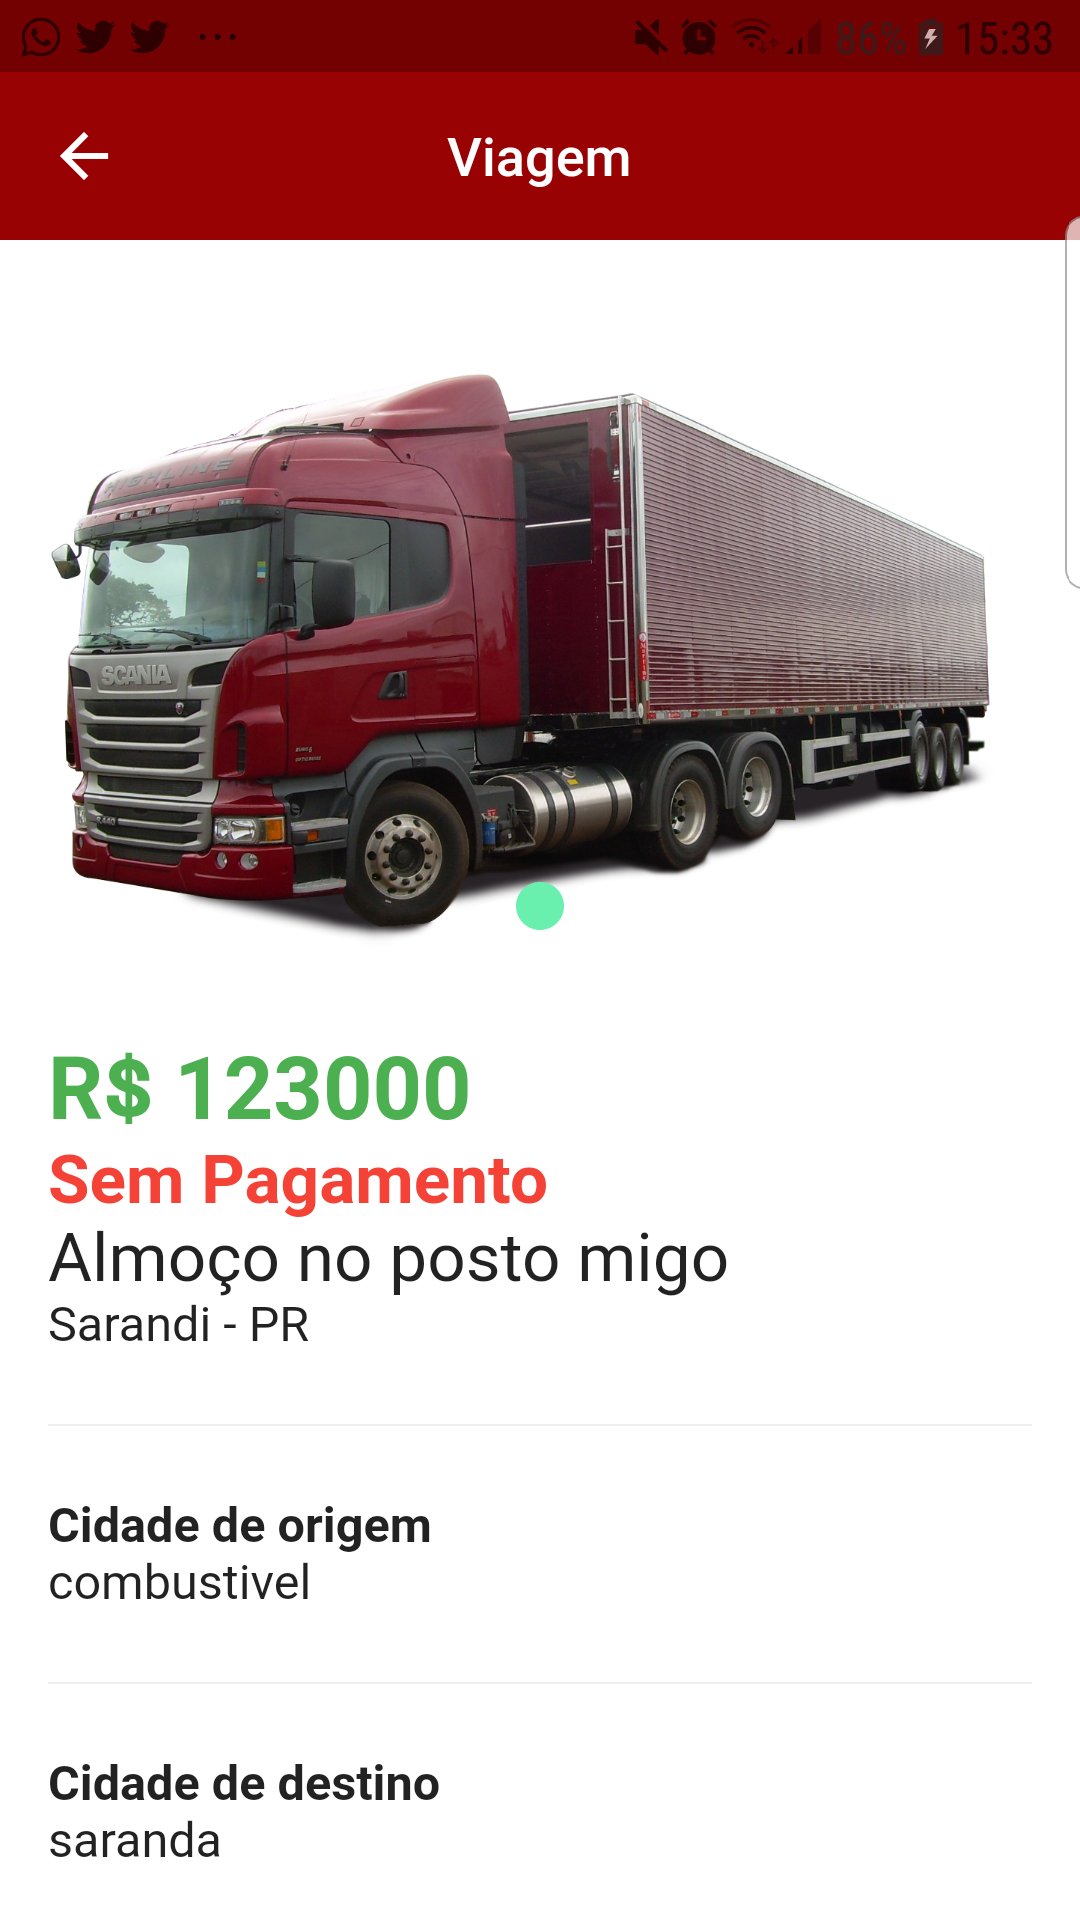 86% 15:33
Viagem
HIGHLINE
SCANIA
R$ 123000
Sem Pagamento
Almoço no posto migo
Sarandi - PR
Cidade de origem
combustivel
Cidade de destino
saranda